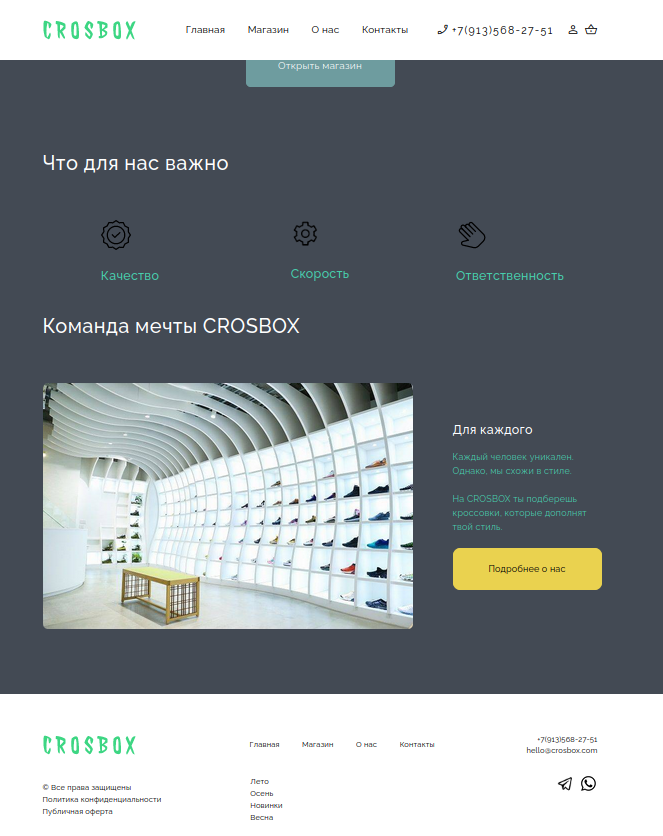 CROSBOX
Главная Магазин О нас Контакты +7(913)568-27-51
Открыть магазин
Что для нас важно
Качество Скорость Ответственность
Команда мечты CROSBOX
Для каждого
Каждый человек уникален.
Однако, мы схожи в стиле.
На CROSBOX ты подберешь
кроссовки, которые дополнят
твой стиль.
Подробнее о нас
CROSBOX
Главная Магазин О нас Контакты
+7(913)568-27-51
hello@crosbox.com
© Все права защищены
Политика конфиденциальности
Публичная оферта
Лето
Осень
Новинки
Весна